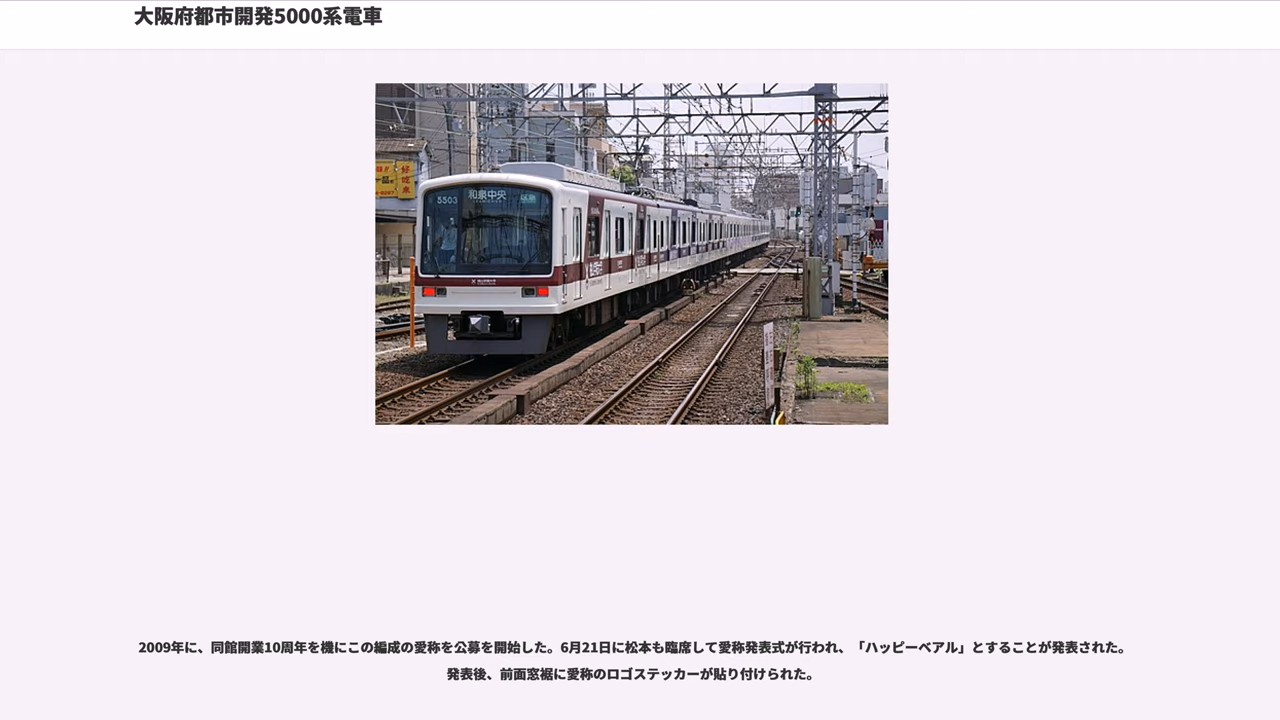 大阪府都市開発5000系電車
5503
和泉中央
好吃来
2009年に、同館開業10周年を機にこの編成の愛称を公募を開始した。6月21日に松本も臨席して愛称発表式が行われ、「ハッピーベアル」とすることが発表された。
発表後、前面窓裾に愛称のロゴステッカーが貼り付けられた。